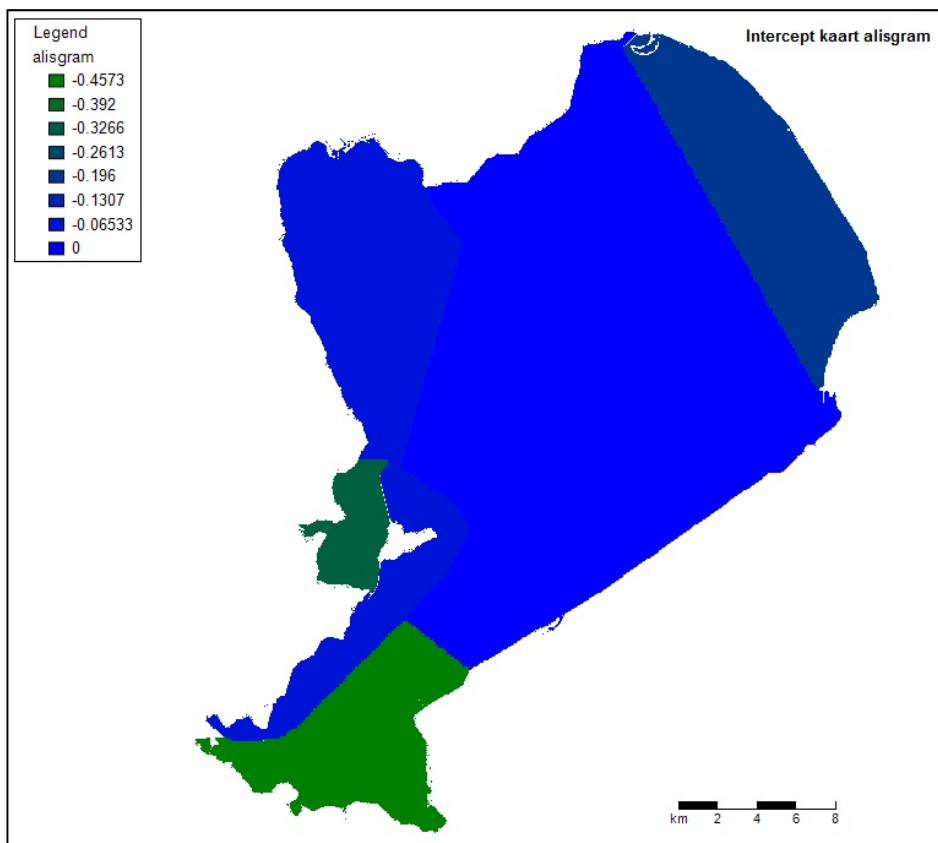 Legend
alisgram
-0.4573
-0.392
-0.3266
-0.2613
-0.196
-0.1307
-0.06533
0
Intercept kaart alisgram
km 2 4 6 8